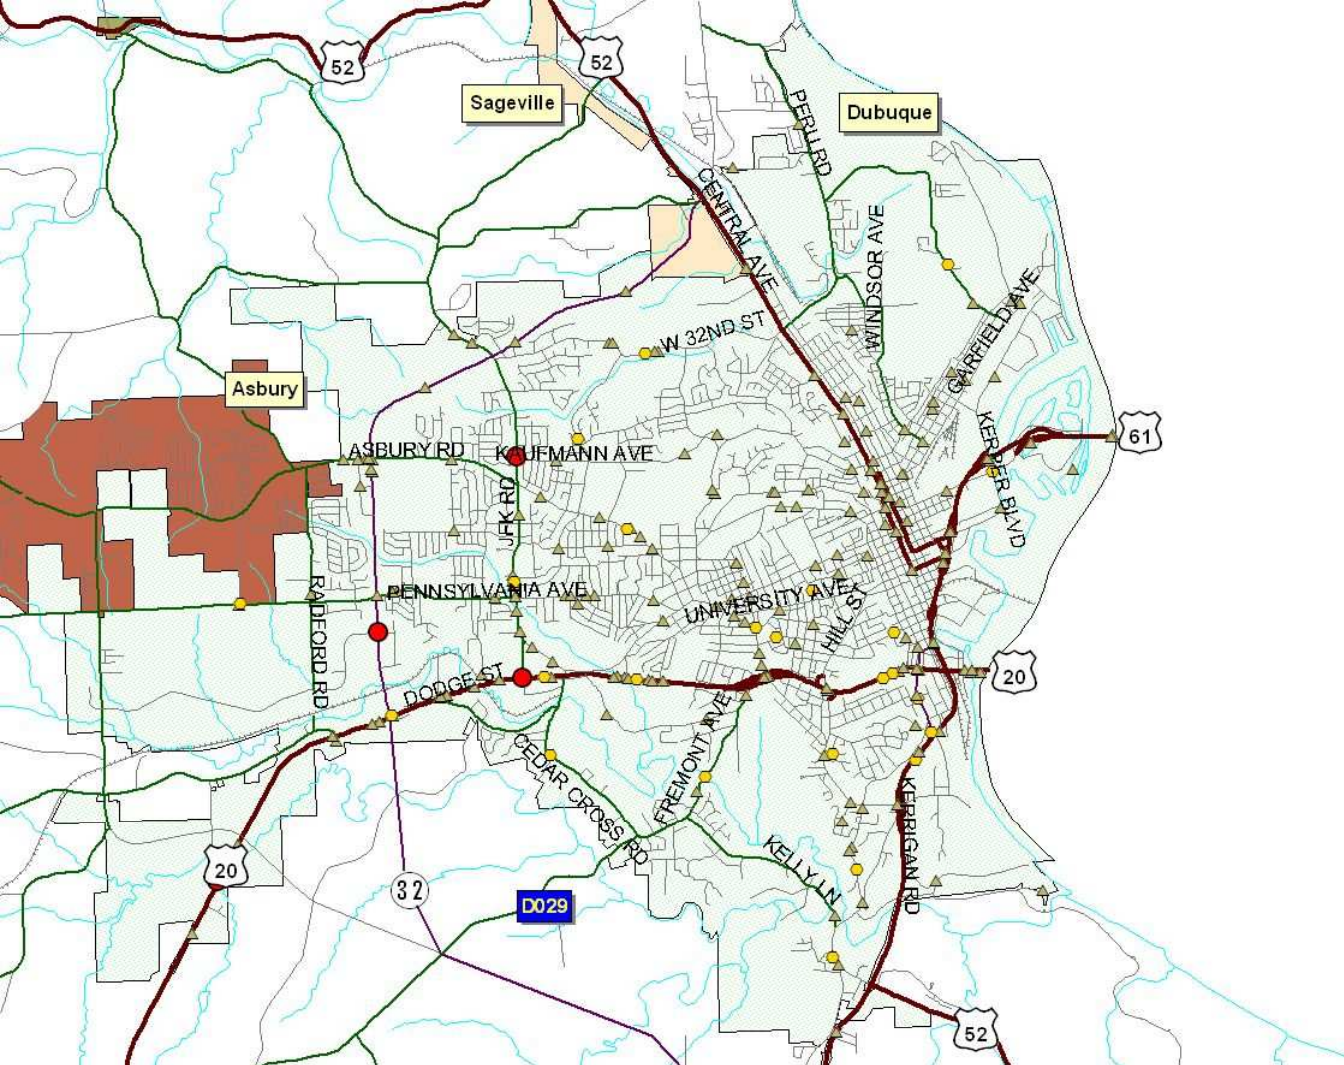 52
52
Sageville
Dubuque
PERU RD
CENTRAL AVE
WINDSOR AVE
GARFIELD AVE
W 32ND ST
Asbury
KERPER BLVD
61
ASBURY RD
KAUFMANN AVE
JFK RD
PENNSYLVANIA AVE
UNIVERSITY AVE
HILL ST
RADFORD RD
DODGE ST
20
CEDAR CROSS RD
FREMONT AVE
KERRIGAN RD
KELLY LN
20
32
D029
52